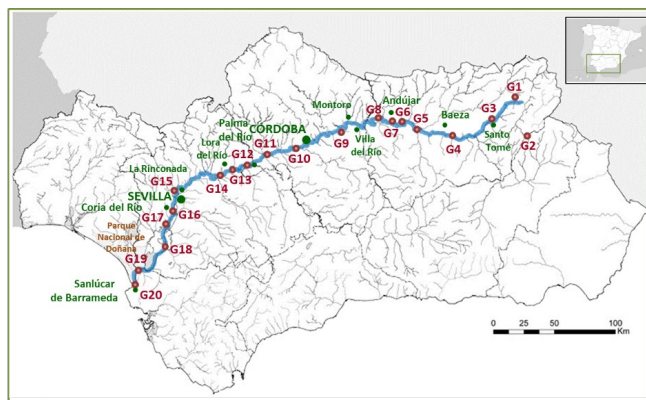 G1
G3
G2
Santo
Tomé
Baeza
G4
G5
Andújar
G6
G7
G8
Villa
del Río
Montoro
G9
CÓRDOBA
G10
G11
Palma
del Río
G12
G13
Lora
del Río
G14
La Rinconada
G15
SEVILLA
G16
Coria del Río
G17
Parque
Nacional de
Doñana
G18
G19
Sanlúcar
de Barrameda
G20
0 25 50 100
Km